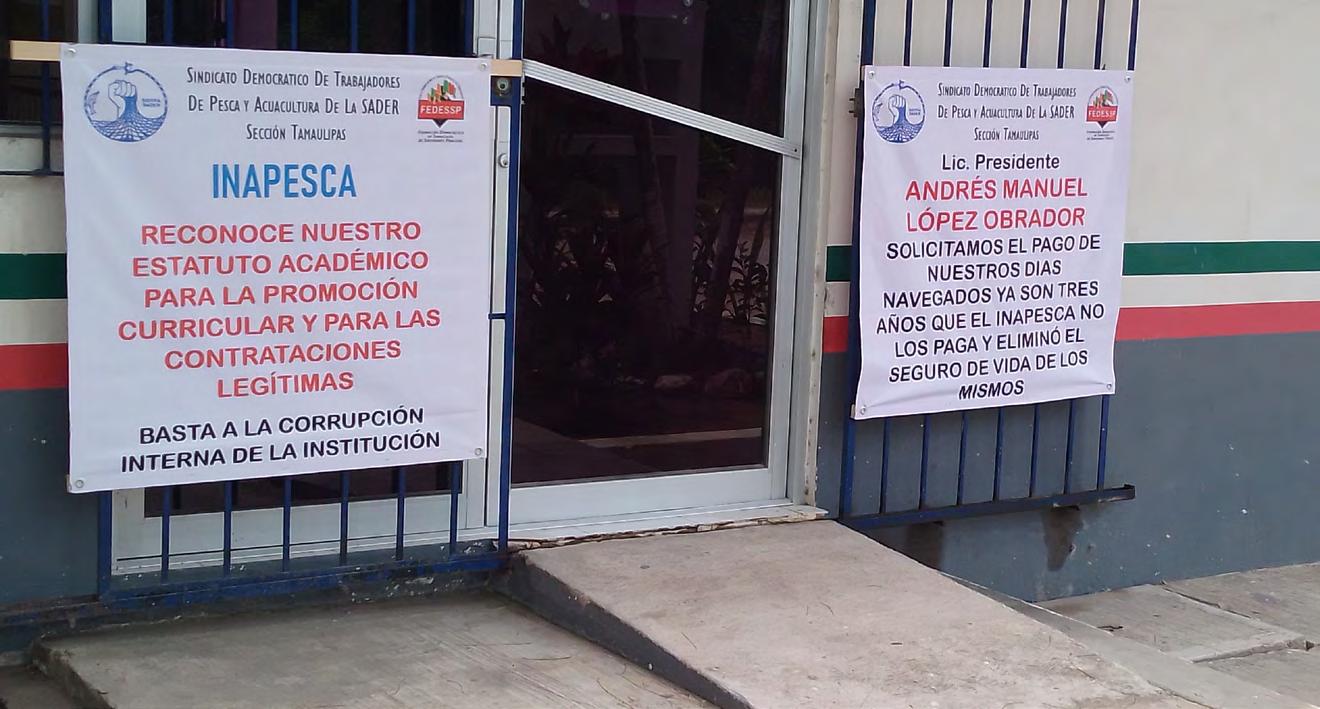 SINDICATO DEMOCRATICO DE TRABAJADORES
DE PESCA Y ACUACULTURA DE LA SADER
SECCIÓN TAMAULIPAS
FEDESSP
INAPESCA
RECONOCE NUESTRO
ESTATUTO ACADÉMICO
PARA LA PROMOCIÓN
CURRICULAR Y PARA LAS
CONTRATACIONES
LEGÍTIMAS
BASTA A LA CORRUPCIÓN
INTERNA DE LA INSTITUCIÓN
SINDICATO DEMOCRATICO DE TRABAJADORES
DE PESCA Y ACUACULTURA DE LA SADER
SECCIÓN TAMAULIPAS
FEDESSP
Lic. Presidente
ANDRÉS MANUEL
LÓPEZ OBRADOR
SOLICITAMOS EL PAGO DE
NUESTROS DIAS
NAVEGADOS YA SON TRES
AÑOS QUE EL INAPESCA NO
LOS PAGA Y ELIMINÓ EL
SEGURO DE VIDA DE LOS
MISMOS